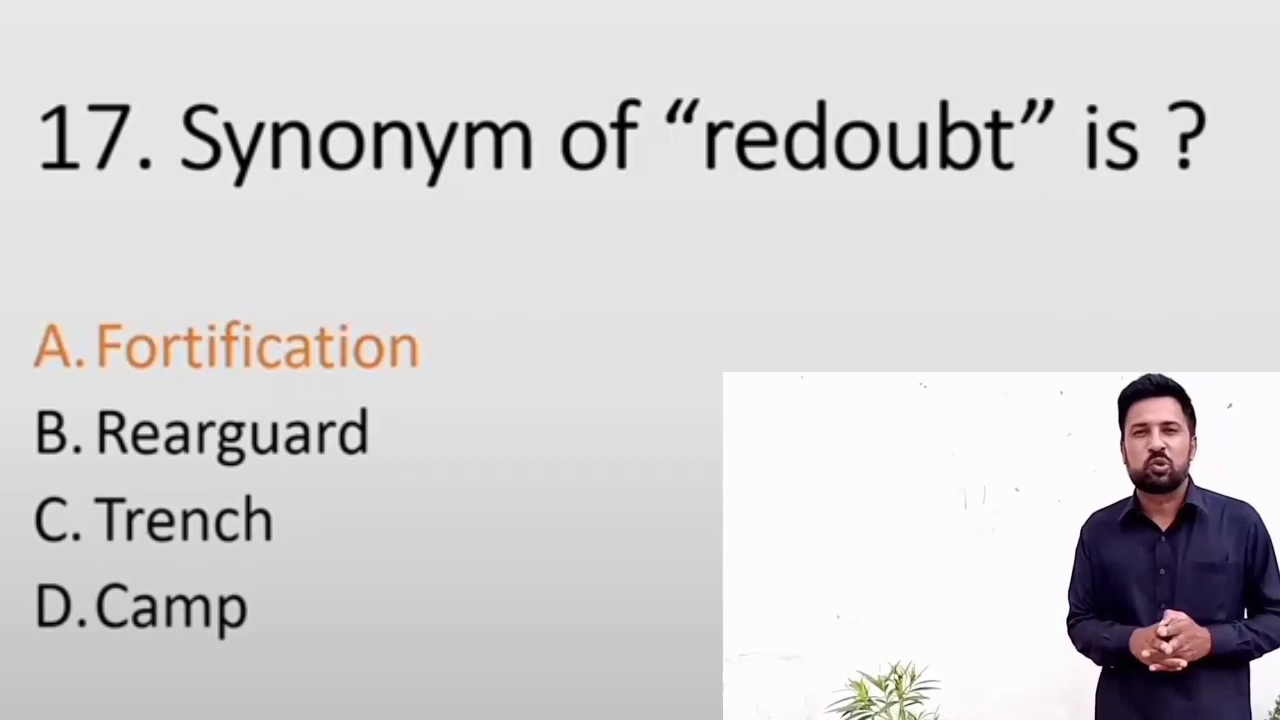 17. Synonym of “redoubt” is ?
A. Fortification
B. Rearguard
C. Trench
D. Camp